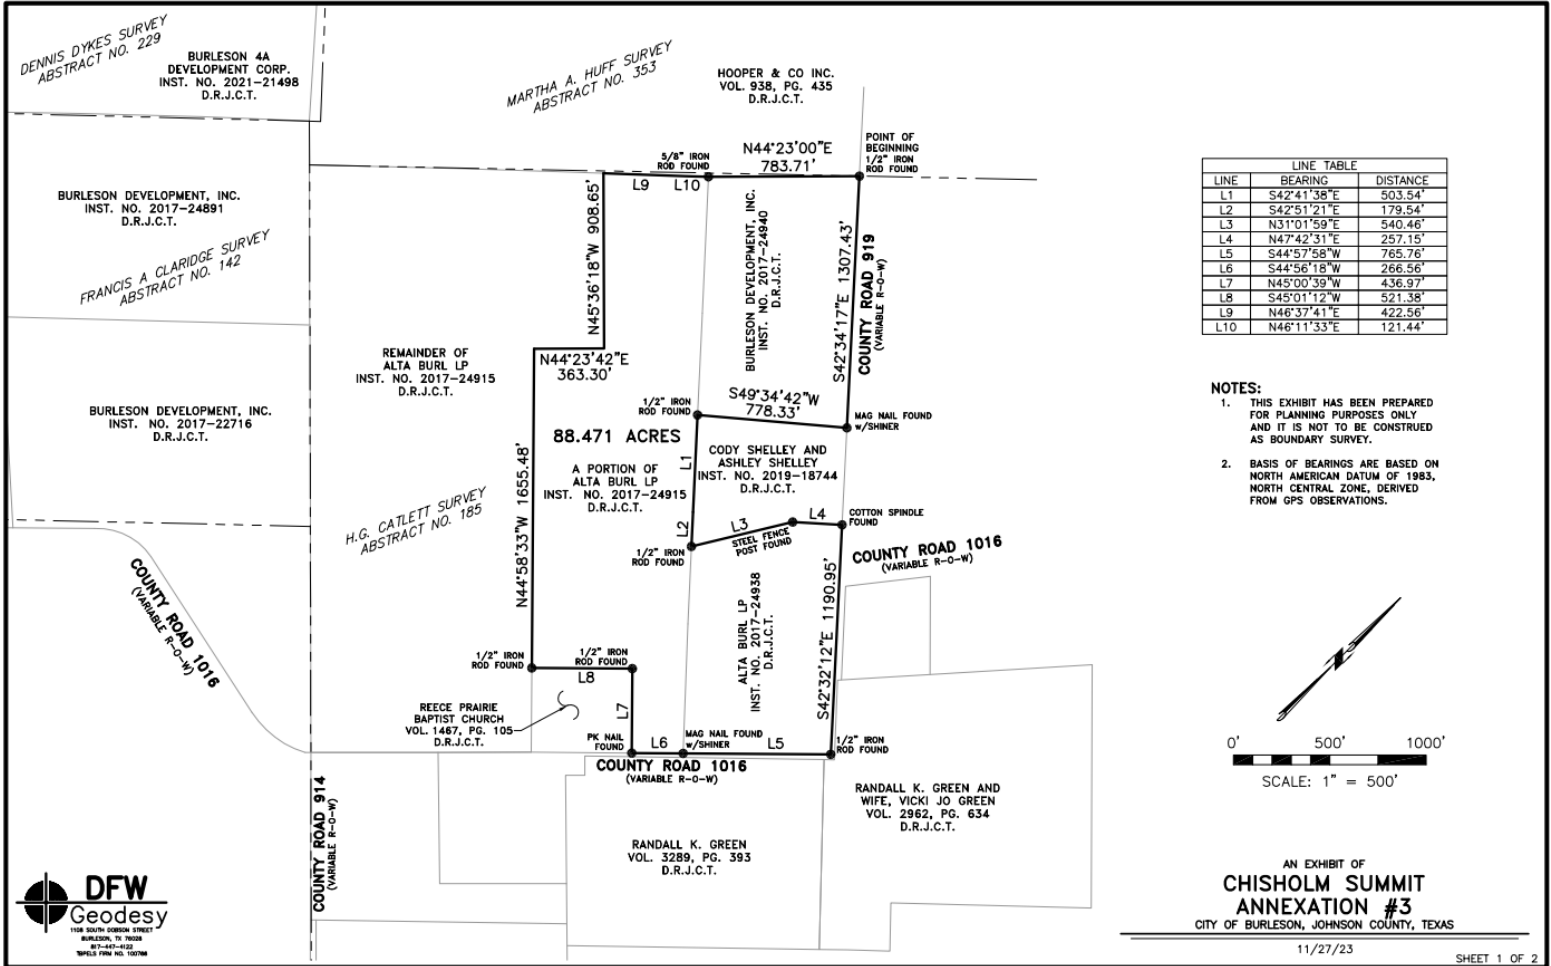 DENNIS DYKES SURVEY
ABSTRACT NO. 229
BURLESON 4A
DEVELOPMENT CORP.
INST. NO. 2021-21498
D.R.J.C.T.
MARTHA A. HUFF SURVEY
ABSTRACT NO. 353
HOOPER & CO INC.
VOL. 938, PG. 435
D.R.J.C.T.
POINT OF
BEGINNING
1/2" IRON
ROD FOUND
N44°23'00"E
783.71'
5/8" IRON
ROD FOUND
L9
L10
BURLESON DEVELOPMENT, INC.
INST. NO. 2017-24891
D.R.J.C.T.
FRANCIS A CLARIDGE SURVEY
ABSTRACT NO. 142
N45°36'18"W 908.65'
BURLESON DEVELOPMENT, INC.
INST. NO. 2017-24940
D.R.J.C.T.
S42°34'17"E 1307.43'
COUNTY ROAD 919
(VARIABLE R-O-W)
REMAINDER OF
ALTA BURL LP
INST. NO. 2017-24915
D.R.J.C.T.
N44°23'42"E
363.30'
S49°34'42"W
778.33'
1/2" IRON
ROD FOUND
MAG NAIL FOUND
w/SHINER
BURLESON DEVELOPMENT, INC.
INST. NO. 2017-22716
D.R.J.C.T.
88.471 ACRES
A PORTION OF
ALTA BURL LP
INST. NO. 2017-24915
D.R.J.C.T.
L1
CODY SHELLEY AND
ASHLEY SHELLEY
INST. NO. 2019-18744
D.R.J.C.T.
N44°58'33"W 1655.48'
H.G. CATLETT SURVEY
ABSTRACT NO. 185
L2
L3
L4
STEEL FENCE
POST FOUND
COTTON SPINDLE
FOUND
1/2" IRON
ROD FOUND
COUNTY ROAD 1016
(VARIABLE R-O-W)
COUNTY ROAD 1016
(VARIABLE R-O-W)
ALTA BURL LP
INST. NO. 2017-24938
D.R.J.C.T.
S42°32'12"E 1190.95'
1/2" IRON
ROD FOUND
1/2" IRON
ROD FOUND
L8
L7
REECE PRAIRIE
BAPTIST CHURCH
VOL. 1467, PG. 105
D.R.J.C.T.
PK NAIL
FOUND
L6
MAG NAIL FOUND
w/SHINER
L5
1/2" IRON
ROD FOUND
COUNTY ROAD 1016
(VARIABLE R-O-W)
COUNTY ROAD 914
(VARIABLE R-O-W)
RANDALL K. GREEN AND
WIFE, VICKI JO GREEN
VOL. 2962, PG. 634
D.R.J.C.T.
RANDALL K. GREEN
VOL. 3289, PG. 393
D.R.J.C.T.
LINE TABLE
LINE BEARING DISTANCE
L1 S42°41'38"E 503.54'
L2 S42°51'21"E 179.54'
L3 N31°01'59"E 540.46'
L4 N47°42'31"E 257.15'
L5 S44°57'58"W 765.76'
L6 S44°56'18"W 266.56'
L7 N45°00'39"W 436.97'
L8 S45°01'12"W 521.38'
L9 N46°37'41"E 422.56'
L10 N46°11'33"E 121.44'
NOTES:
1. THIS EXHIBIT HAS BEEN PREPARED
FOR PLANNING PURPOSES ONLY
AND IT IS NOT TO BE CONSTRUED
AS BOUNDARY SURVEY.
2. BASIS OF BEARINGS ARE BASED ON
NORTH AMERICAN DATUM OF 1983,
NORTH CENTRAL ZONE, DERIVED
FROM GPS OBSERVATIONS.
N
0' 500' 1000'
SCALE: 1" = 500'
AN EXHIBIT OF
CHISHOLM SUMMIT
ANNEXATION #3
CITY OF BURLESON, JOHNSON COUNTY, TEXAS
11/27/23
SHEET 1 OF 2
DFW
Geodesy
1108 SOUTH DOBSON STREET
BURLESON, TX 76028
817-447-4122
TBPELS FIRM NO. 100786